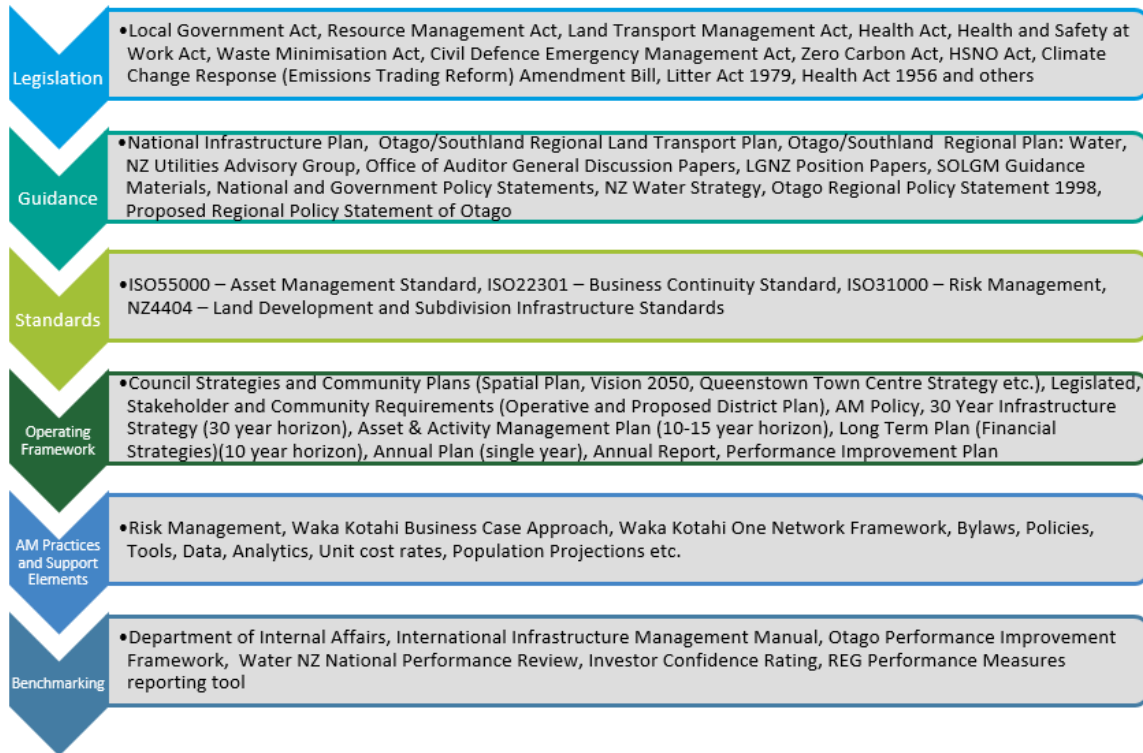 Legislation
•Local Government Act, Resource Management Act, Land Transport Management Act, Health Act, Health and Safety at
Work Act, Waste Minimisation Act, Civil Defence Emergency Management Act, Zero Carbon Act, HSNO Act, Climate
Change Response (Emissions Trading Reform) Amendment Bill, Litter Act 1979, Health Act 1956 and others
Guidance
•National Infrastructure Plan, Otago/Southland Regional Land Transport Plan, Otago/Southland Regional Plan: Water,
NZ Utilities Advisory Group, Office of Auditor General Discussion Papers, LGNZ Position Papers, SOLGM Guidance
Materials, National and Government Policy Statements, NZ Water Strategy, Otago Regional Policy Statement 1998,
Proposed Regional Policy Statement of Otago
Standards
•ISO55000 – Asset Management Standard, ISO22301 – Business Continuity Standard, ISO31000 – Risk Management,
NZ4404 – Land Development and Subdivision Infrastructure Standards
Operating
Framework
•Council Strategies and Community Plans (Spatial Plan, Vision 2050, Queenstown Town Centre Strategy etc.), Legislated,
Stakeholder and Community Requirements (Operative and Proposed District Plan), AM Policy, 30 Year Infrastructure
Strategy (30 year horizon), Asset & Activity Management Plan (10-15 year horizon), Long Term Plan (Financial
Strategies)(10 year horizon), Annual Plan (single year), Annual Report, Performance Improvement Plan
AM Practices
and Support
Elements
•Risk Management, Waka Kotahi Business Case Approach, Waka Kotahi One Network Framework, Bylaws, Policies,
Tools, Data, Analytics, Unit cost rates, Population Projections etc.
Benchmarking
•Department of Internal Affairs, International Infrastructure Management Manual, Otago Performance Improvement
Framework, Water NZ National Performance Review, Investor Confidence Rating, REG Performance Measures
reporting tool